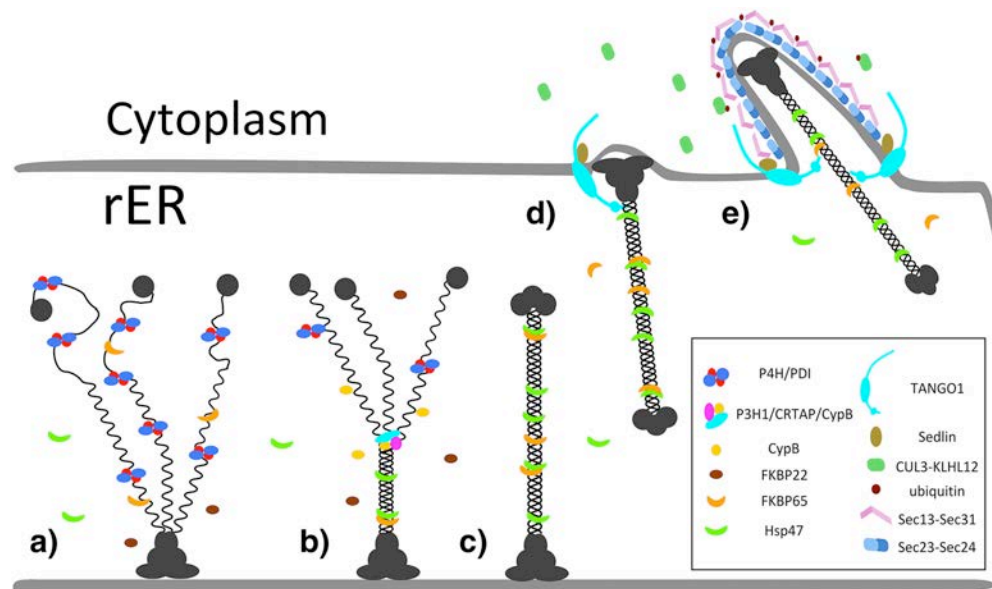 Cytoplasm
rER
a)
b)
c)
d)
e)
P4H/PDI
P3H1/CRTAP/CypB
CypB
FKBP22
FKBP65
Hsp47
TANGO1
Sedlin
CUL3-KLHL12
ubiquitin
Sec13-Sec31
Sec23-Sec24